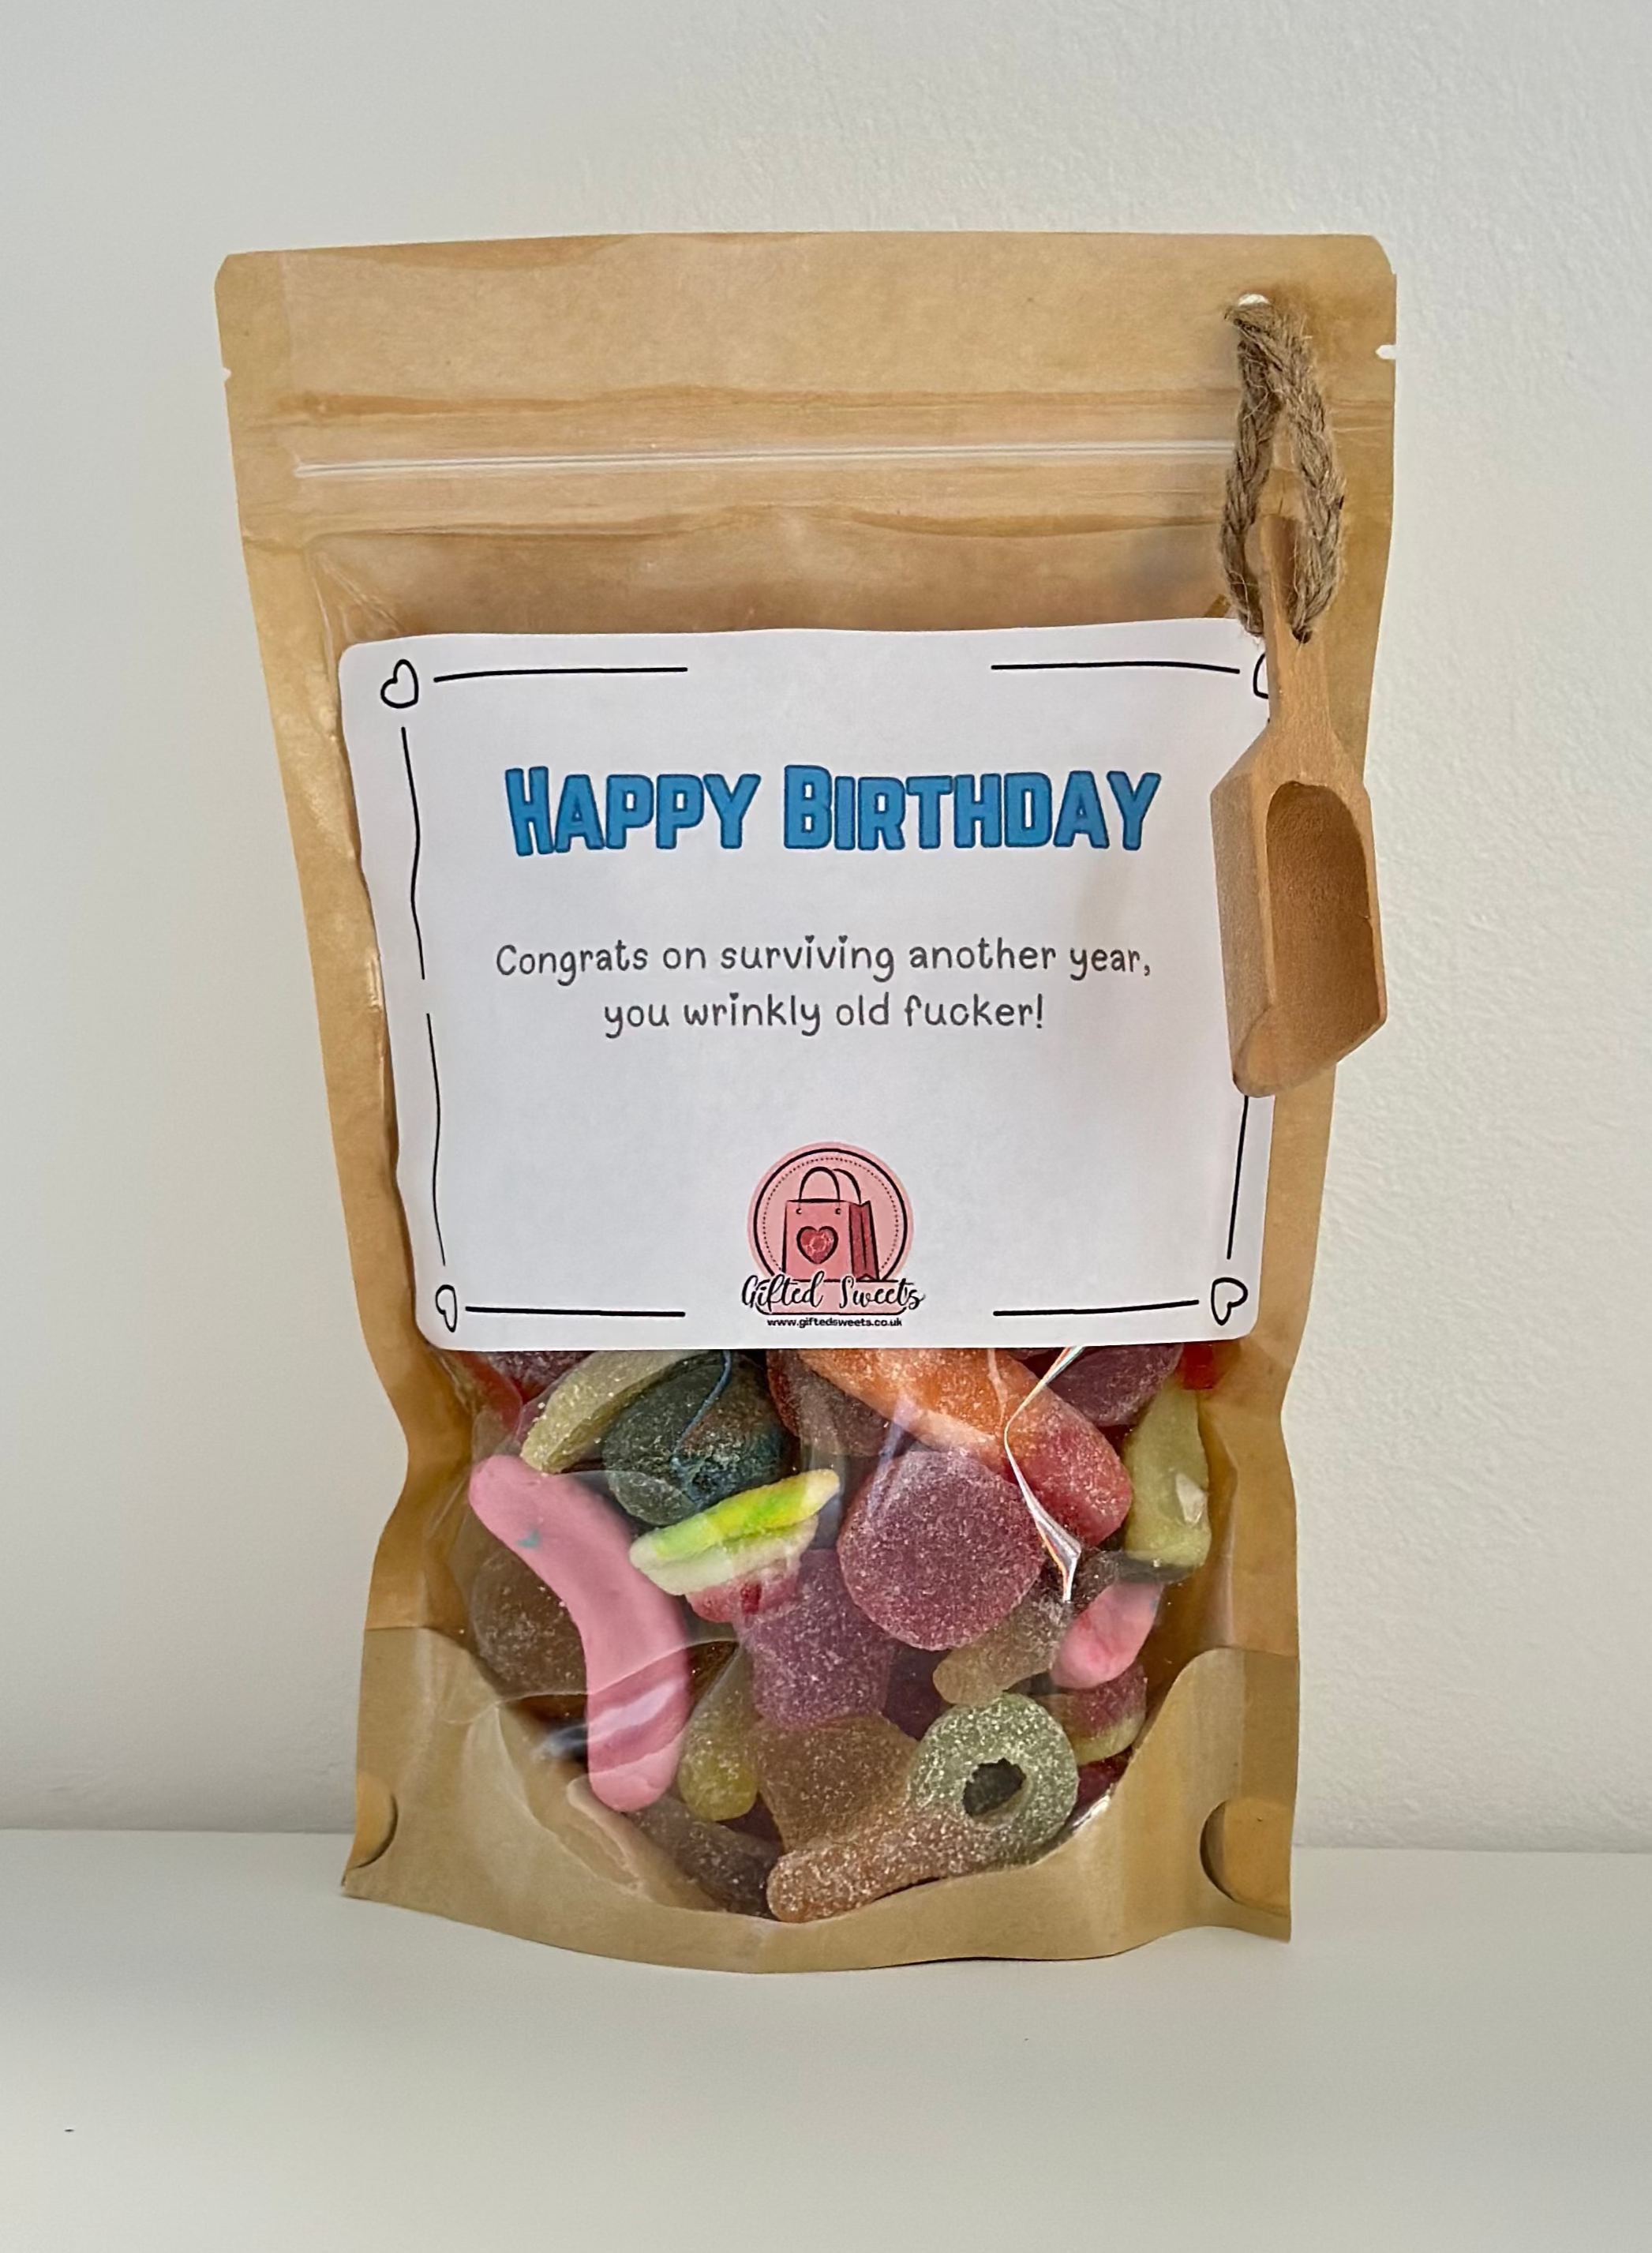 Happy Birthday
Congrats on surviving another year,
you wrinkly old fucker!
Gifted Sweets
www.giftedsweets.co.uk